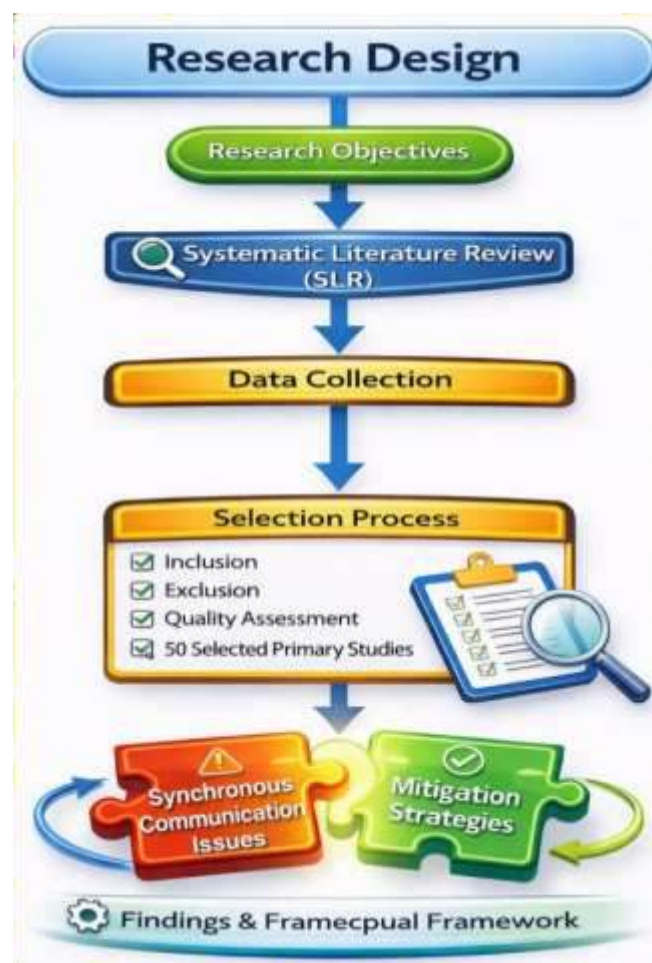 Research Design
Research Objectives
Systematic Literature Review
(SLR)
Data Collection
Selection Process
Inclusion
Exclusion
Quality Assessment
50 Selected Primary Studies
Synchronous
Communication
Issues
Mitigation
Strategies
Findings & Framecpual Framework